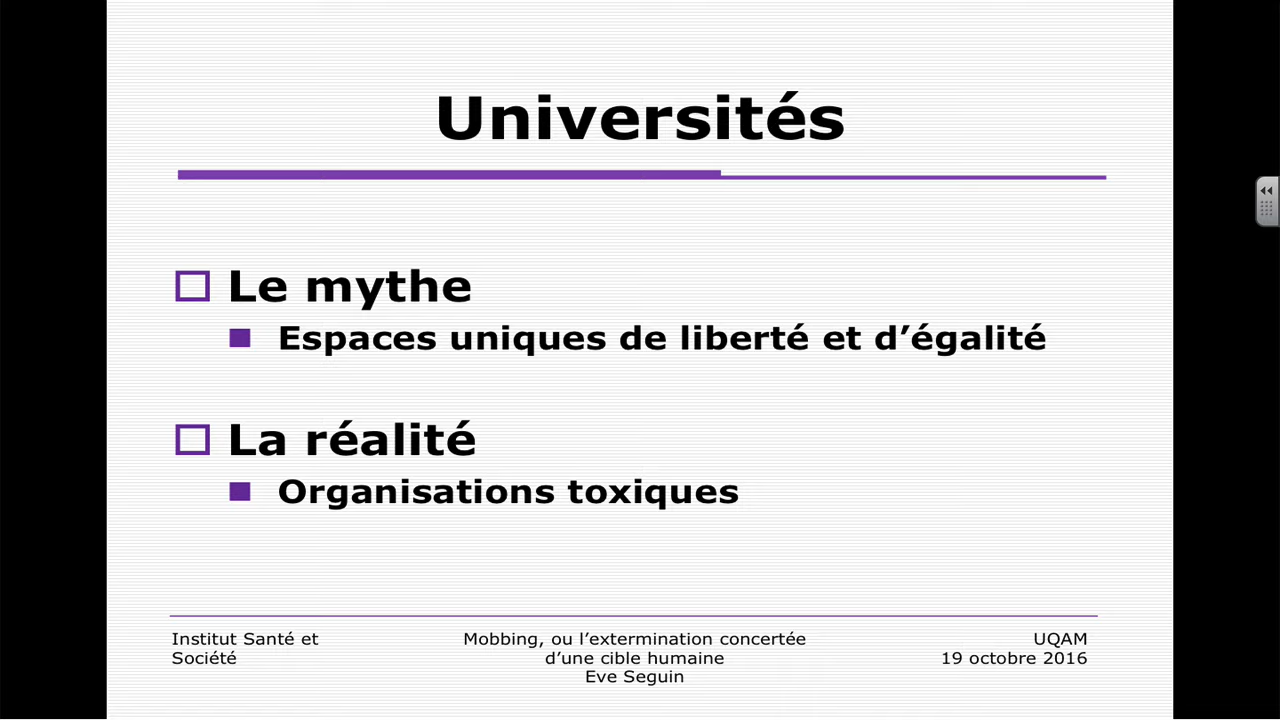 Universités
Le mythe
Espaces uniques de liberté et d’égalité
La réalité
Organisations toxiques
Institut Santé et
Société
Mobbing, ou l’extermination concertée
d’une cible humaine
Eve Seguin
UQAM
19 octobre 2016